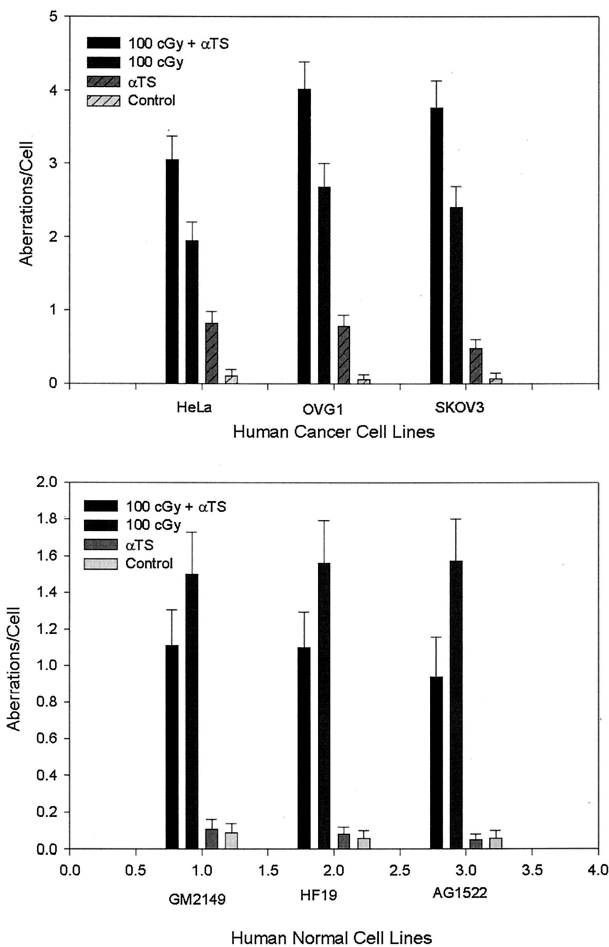 5
4
3
2
1
0
Aberrations/Cell
100 cGy + αTS
100 cGy
αTS
Control
HeLa OVG1 SKOV3
Human Cancer Cell Lines
2.0
1.8
1.6
1.4
1.2
1.0
0.8
0.6
0.4
0.2
0.0
Aberrations/Cell
100 cGy + αTS
100 cGy
αTS
Control
0.0 0.5 1.0 1.5 2.0 2.5 3.0 3.5 4.0
GM2149 HF19 AG1522
Human Normal Cell Lines